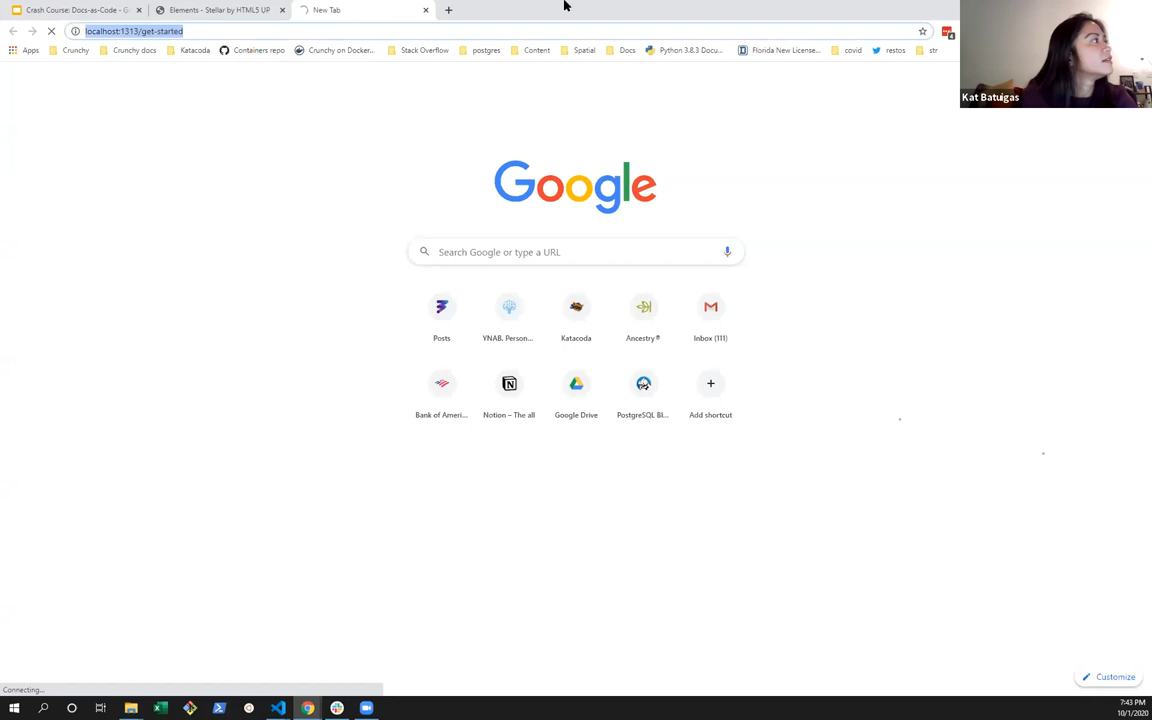 Crash Course: Docs-as-Code - G
Elements - Stellar by HTML5 UP
New Tab
localhost:1313/get-started
Apps
Crunchy
Crunchy docs
Katacoda
Containers repo
Crunchy on Docker...
Stack Overflow
postgres
Content
Spatial
Docs
Python 3.8.3 Docu...
Florida New License...
covid
restos
str
Kat Batuigas
Google
Search Google or type a URL
Posts
YNAB. Person...
Katacoda
Ancestry®
Inbox (111)
Bank of Ameri...
Notion – The all
Google Drive
PostgreSQL Bl...
Add shortcut
Customize
Connecting...
7:43 PM
10/1/2020